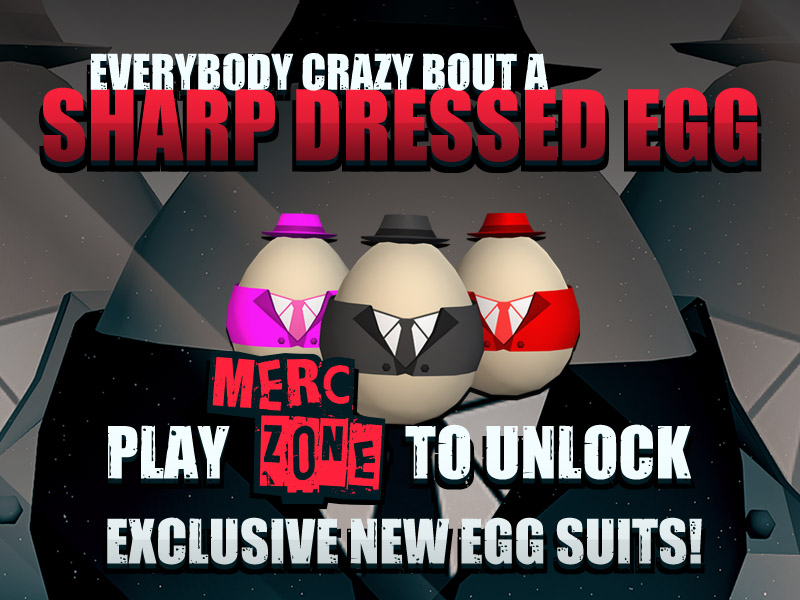 EVERYBODY CRAZY BOUT A
SHARP DRESSED EGG
PLAY MERC ZONE TO UNLOCK
EXCLUSIVE NEW EGG SUITS!